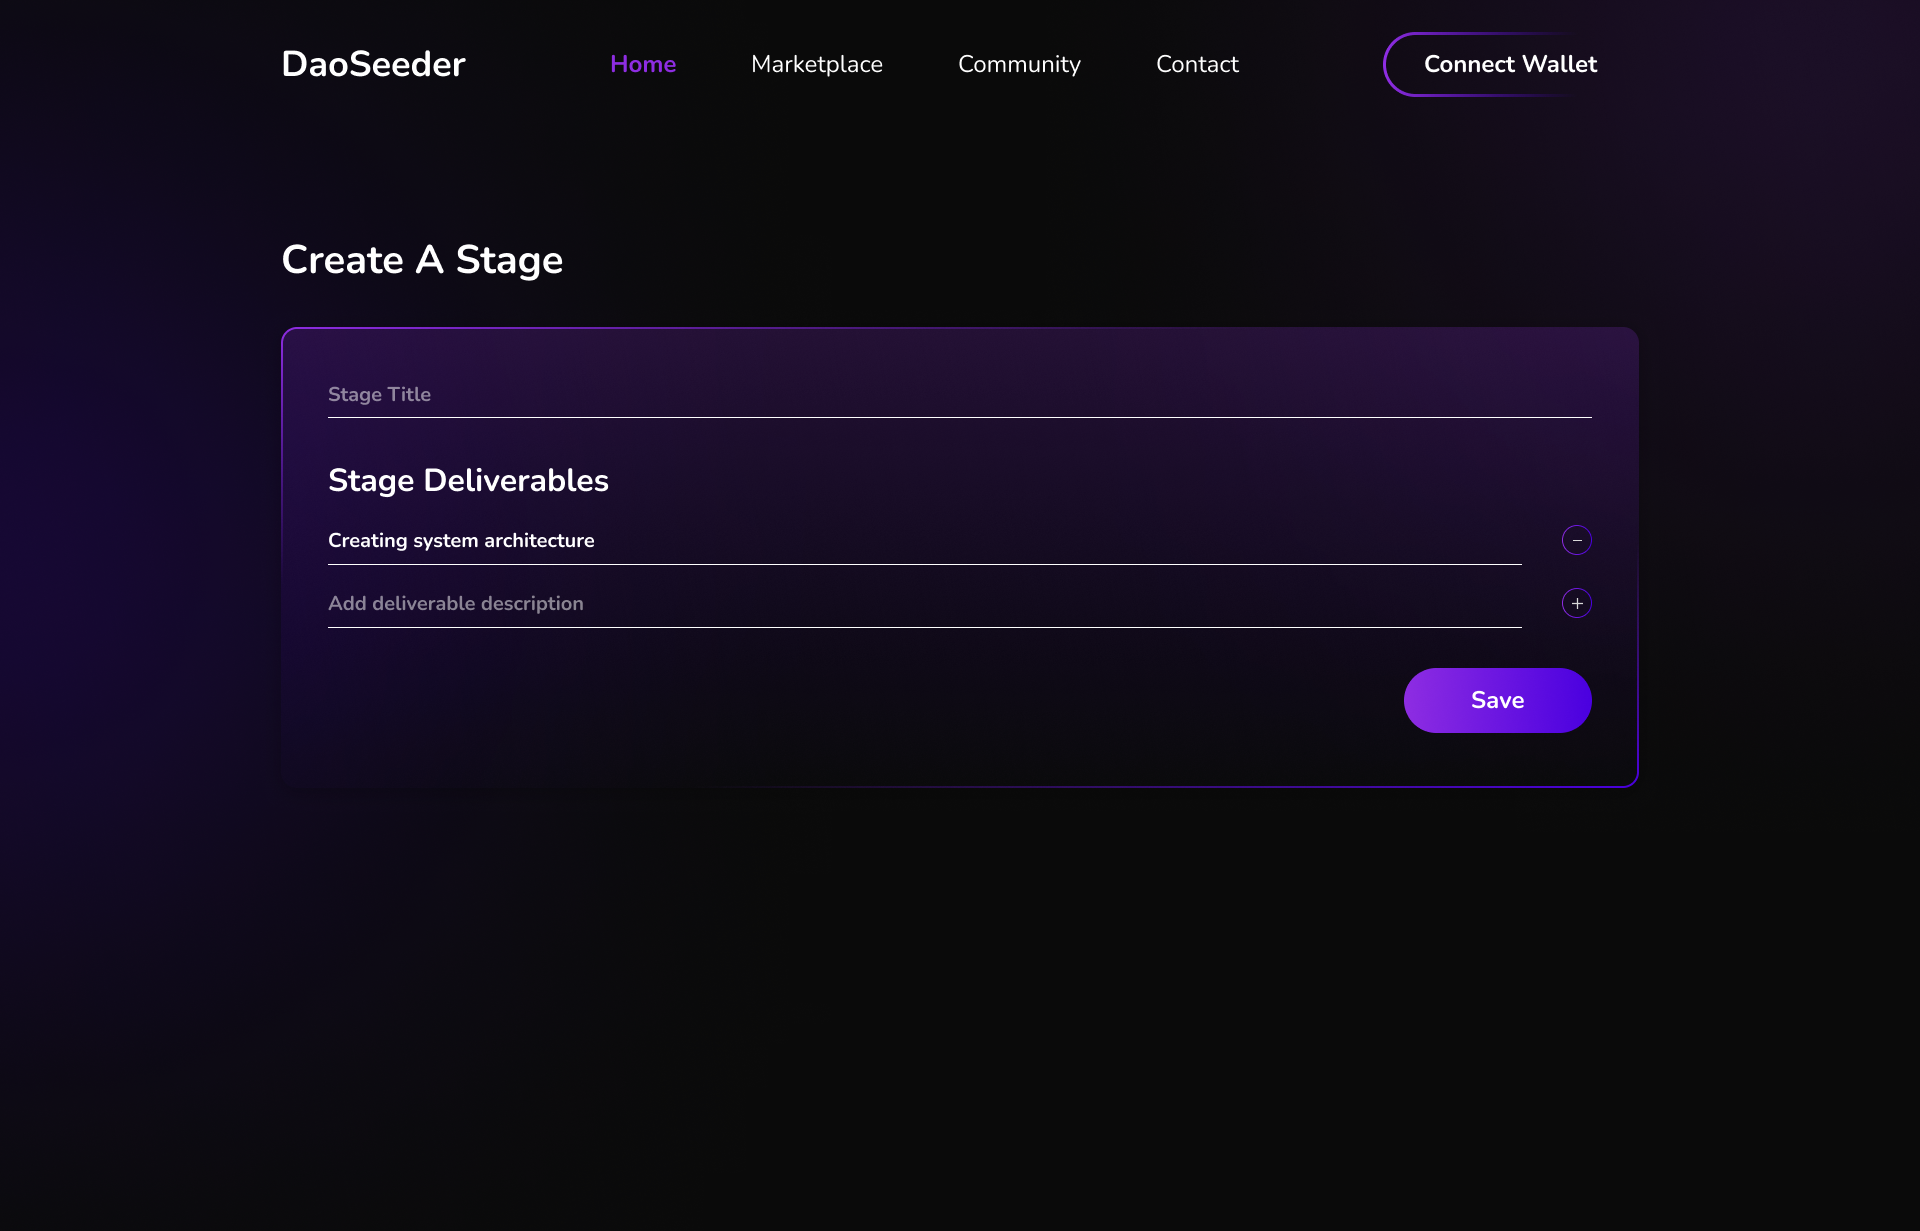 DaoSeeder Home Marketplace Community Contact Connect Wallet
Create A Stage
Stage Title
Stage Deliverables
Creating system architecture
Add deliverable description
Save